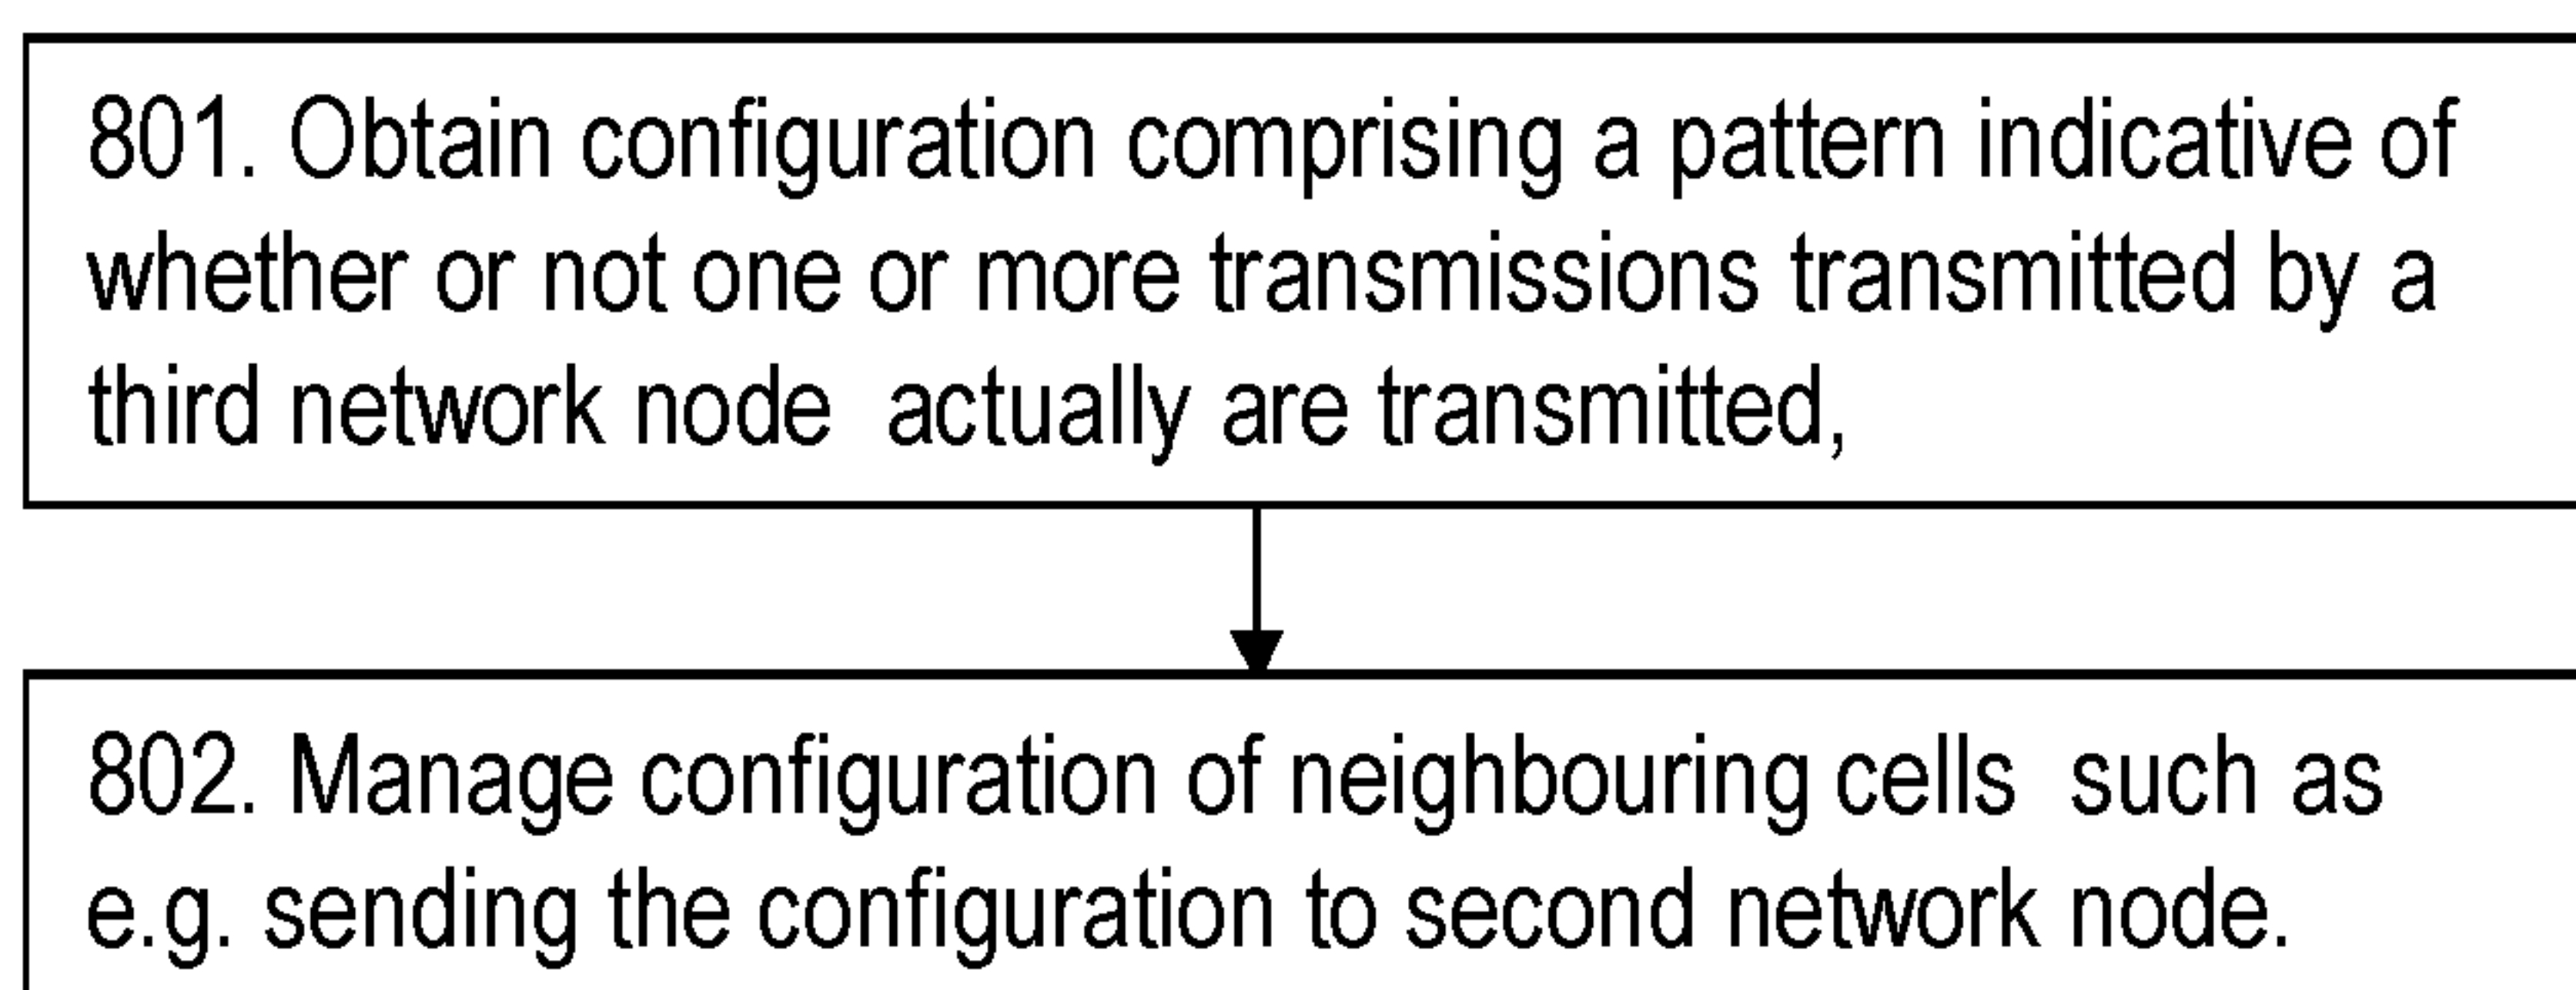 801. Obtain configuration comprising a pattern indicative of
whether or not one or more transmissions transmitted by a
third network node  actually are transmitted,
802. Manage configuration of neighbouring cells  such as
e.g. sending the configuration to second network node.